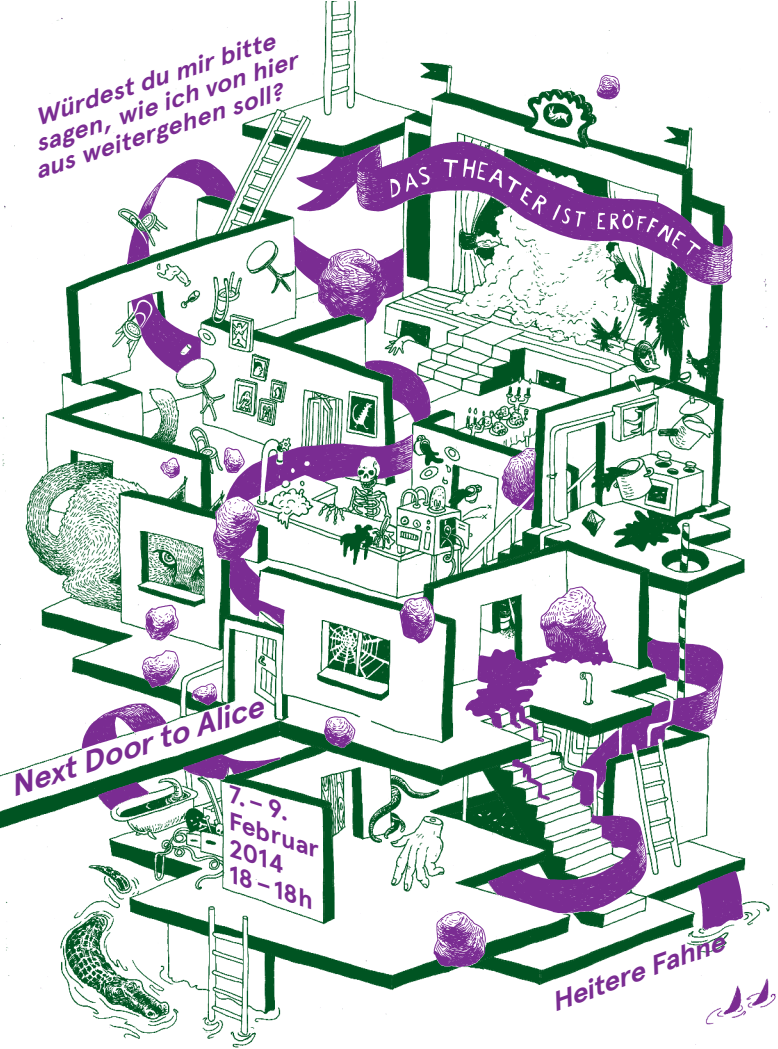 Würdest du mir bitte
sagen, wie ich von hier
aus weitergehen soll?
DAS THEATER IST ERÖFFNET
Next Door to Alice
7. – 9.
Februar
2014
18 – 18h
Heitere Fahne